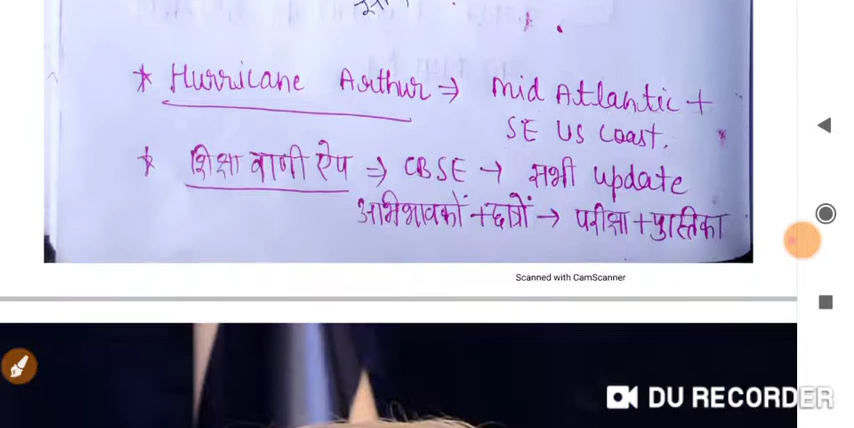 * Hurricane Arthur → Mid Atlantic +
SE US Coast.
* शिक्षा वाणी ऐप → CBSE → सभी update
अभिभावकों + छात्रों → परीक्षा + पुस्तिका
Scanned with CamScanner
DU RECORDER